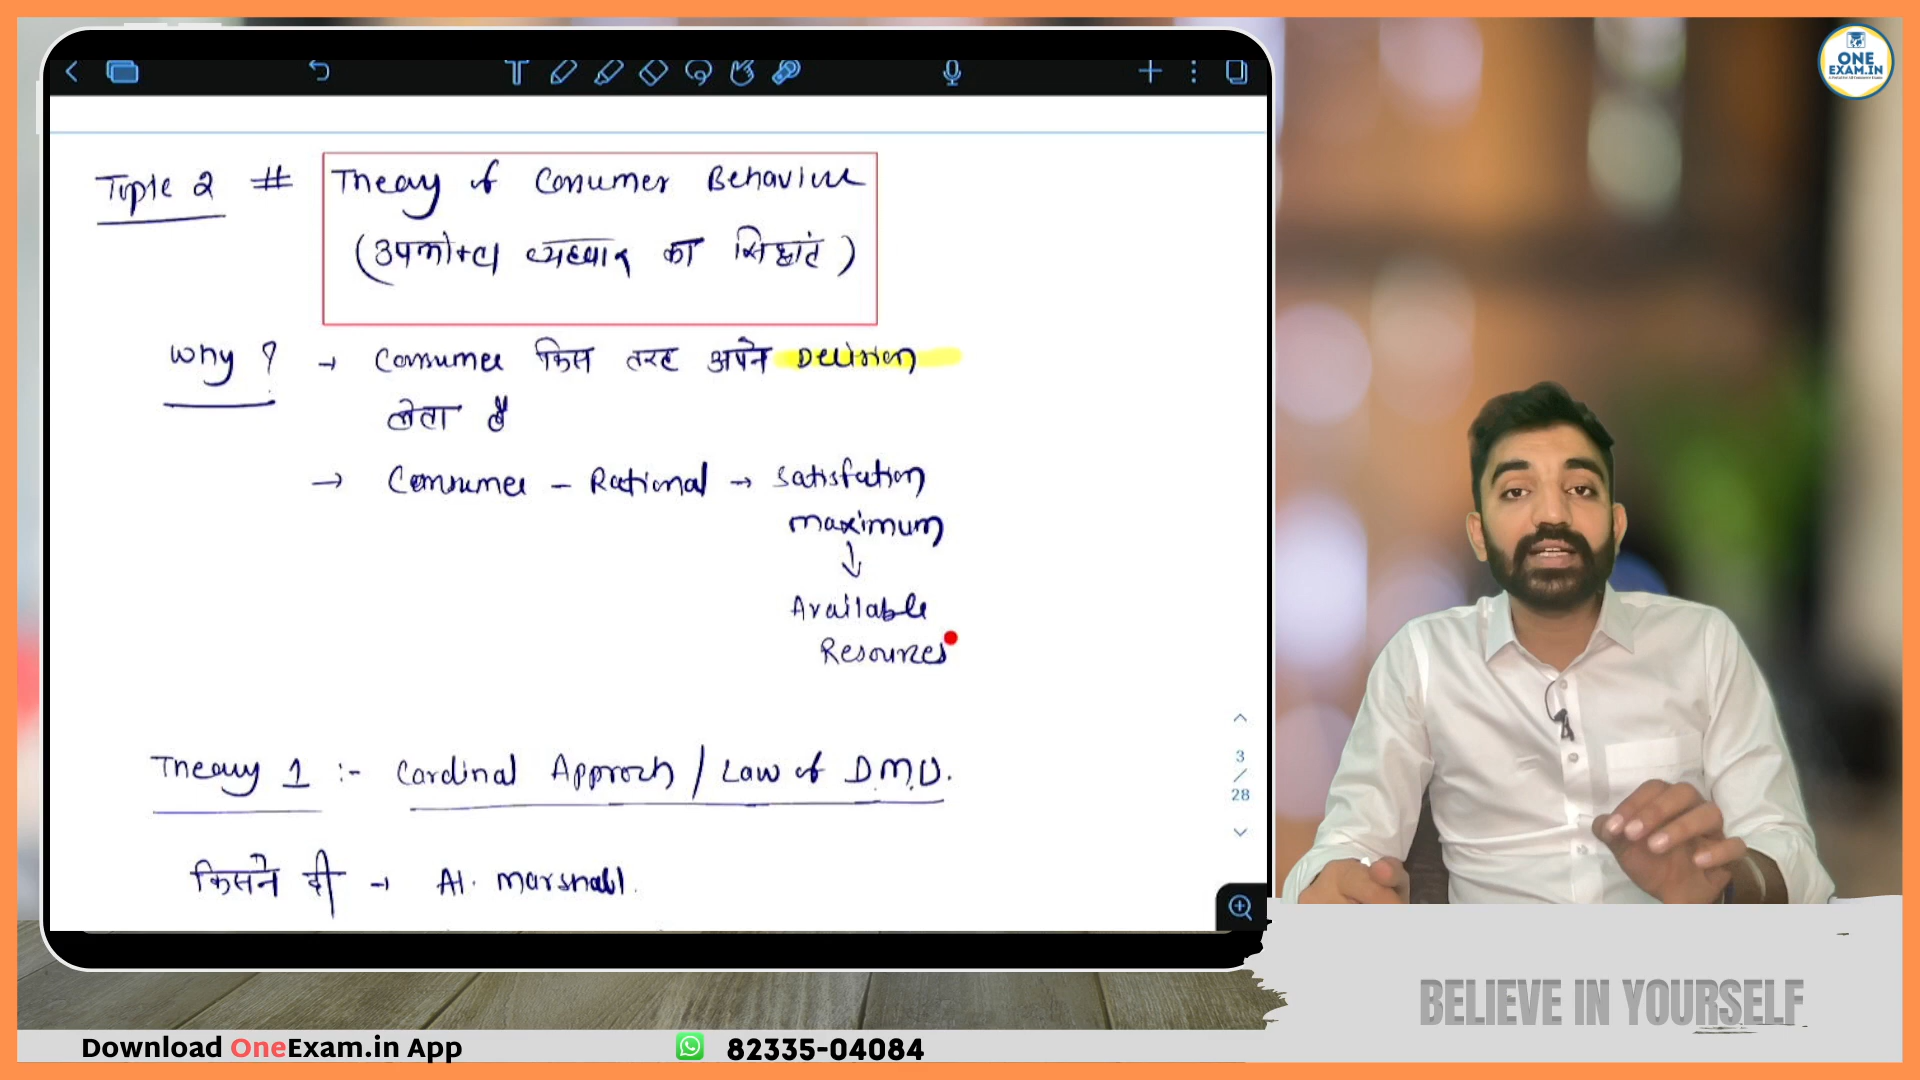 ONE
EXAM.IN
Topic 2 # Theory of Consumer Behaviour
(उपभोक्ता व्यवहार का सिद्धांत)
Why ? → Consumer किस तरह अपने Decision
लेता है
→ Consumer - Rational → Satisfaction
maximum
↓
Available
Resources
Theory 1 :- Cardinal Approch / Law of D.M.U.
किसने दी → Al. marshall.
3
/
28
BELIEVE IN YOURSELF
Download OneExam.in App 82335-04084